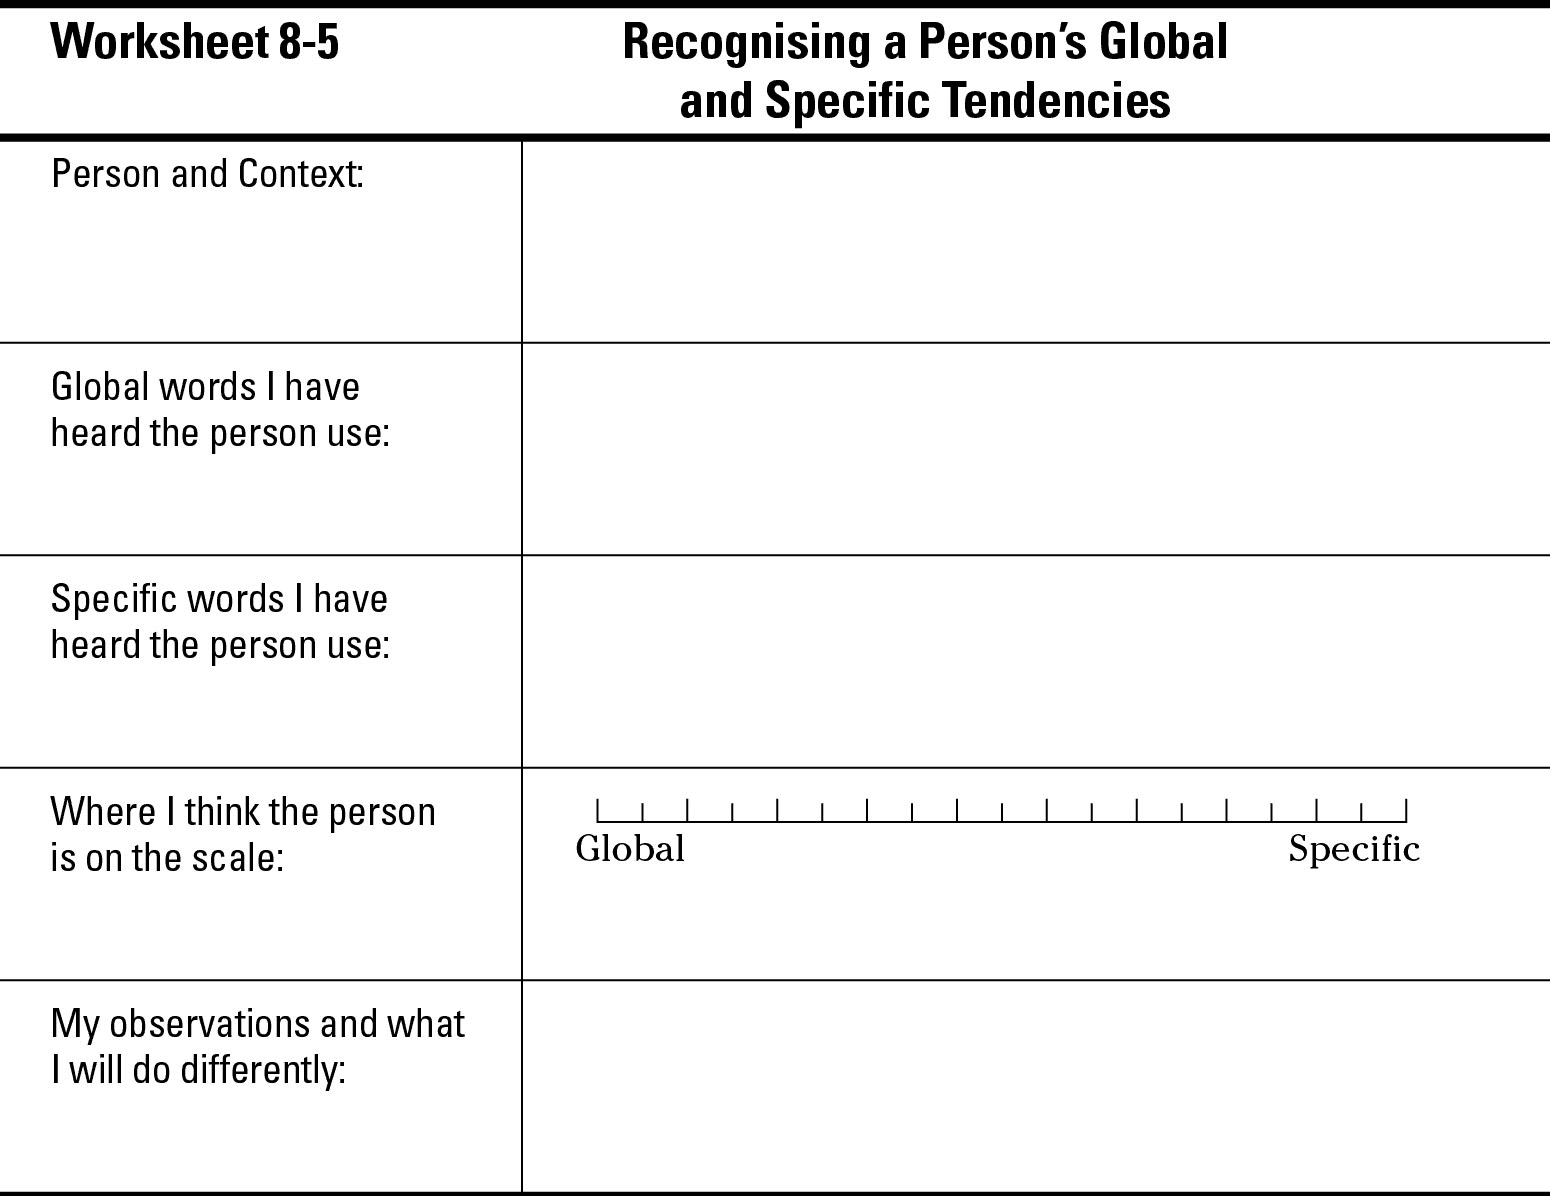 Worksheet 8-5
Recognising a Person’s Global
and Specific Tendencies
Person and Context:
Global words I have
heard the person use:
Specific words I have
heard the person use:
Where I think the person
is on the scale:
Global
Specific
My observations and what
I will do differently: